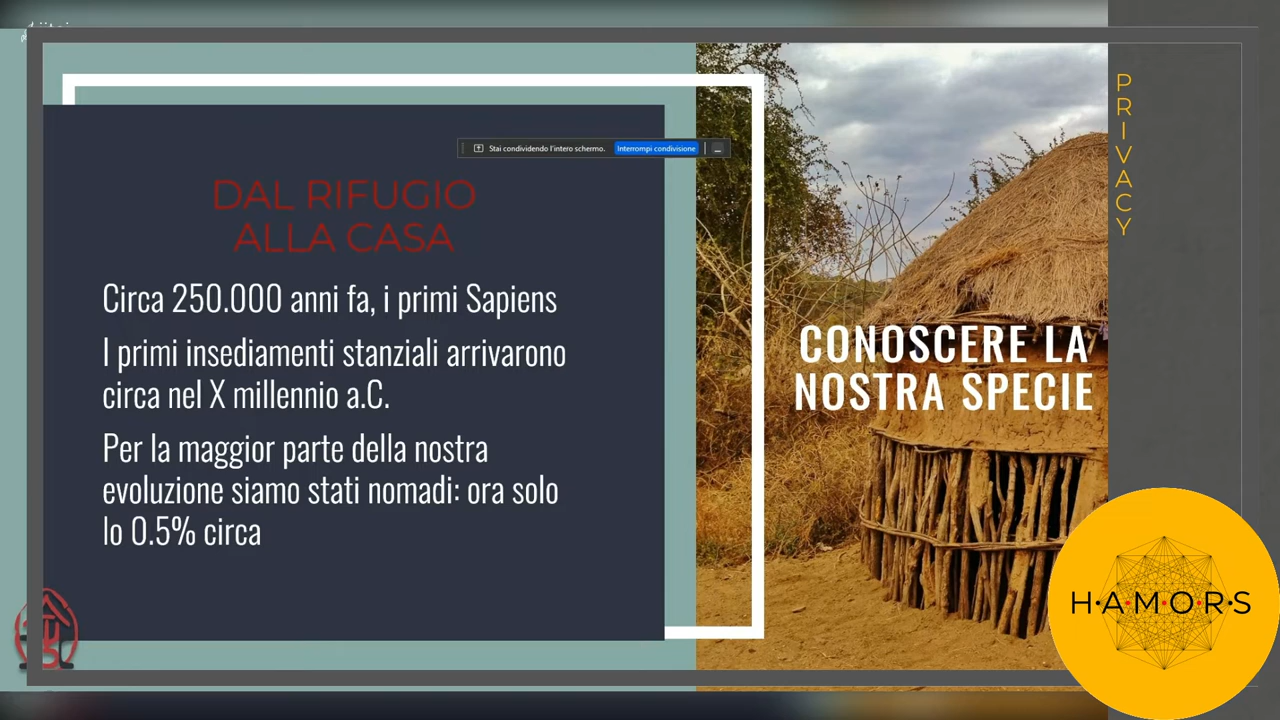 Stai condividendo l'intero schermo.
Interrompi condivisione
DAL RIFUGIO
ALLA CASA
Circa 250.000 anni fa, i primi Sapiens
I primi insediamenti stanziali arrivarono
circa nel X millennio a.C.
Per la maggior parte della nostra
evoluzione siamo stati nomadi: ora solo
lo 0.5% circa
CONOSCERE LA
NOSTRA SPECIE
PRIVACY
H·A·M·O·R·S